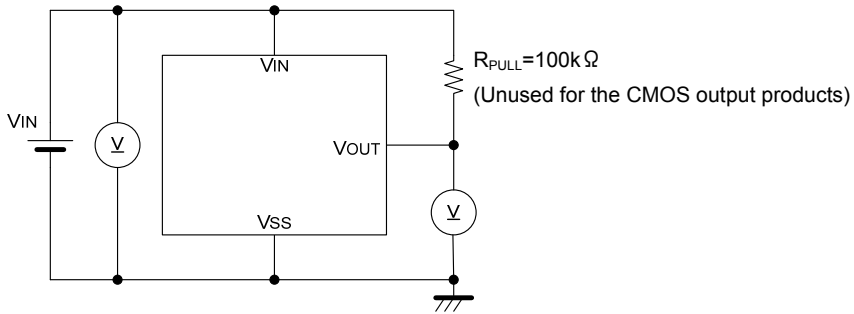 VIN
RPULL=100kΩ
(Unused for the CMOS output products)
VIN
V
VOUT
V
VSS